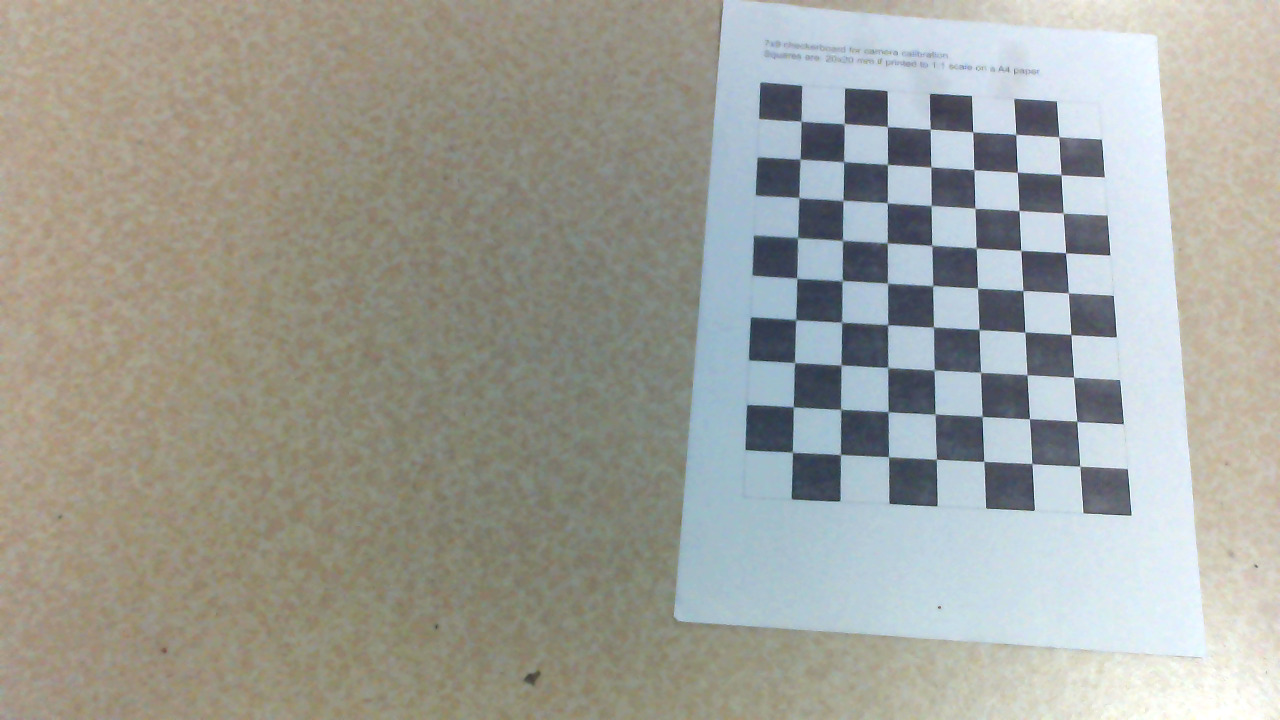 7x9 checkerboard for camera calibration
Squares are 20x20 mm if printed to 1:1 scale on a A4 paper.